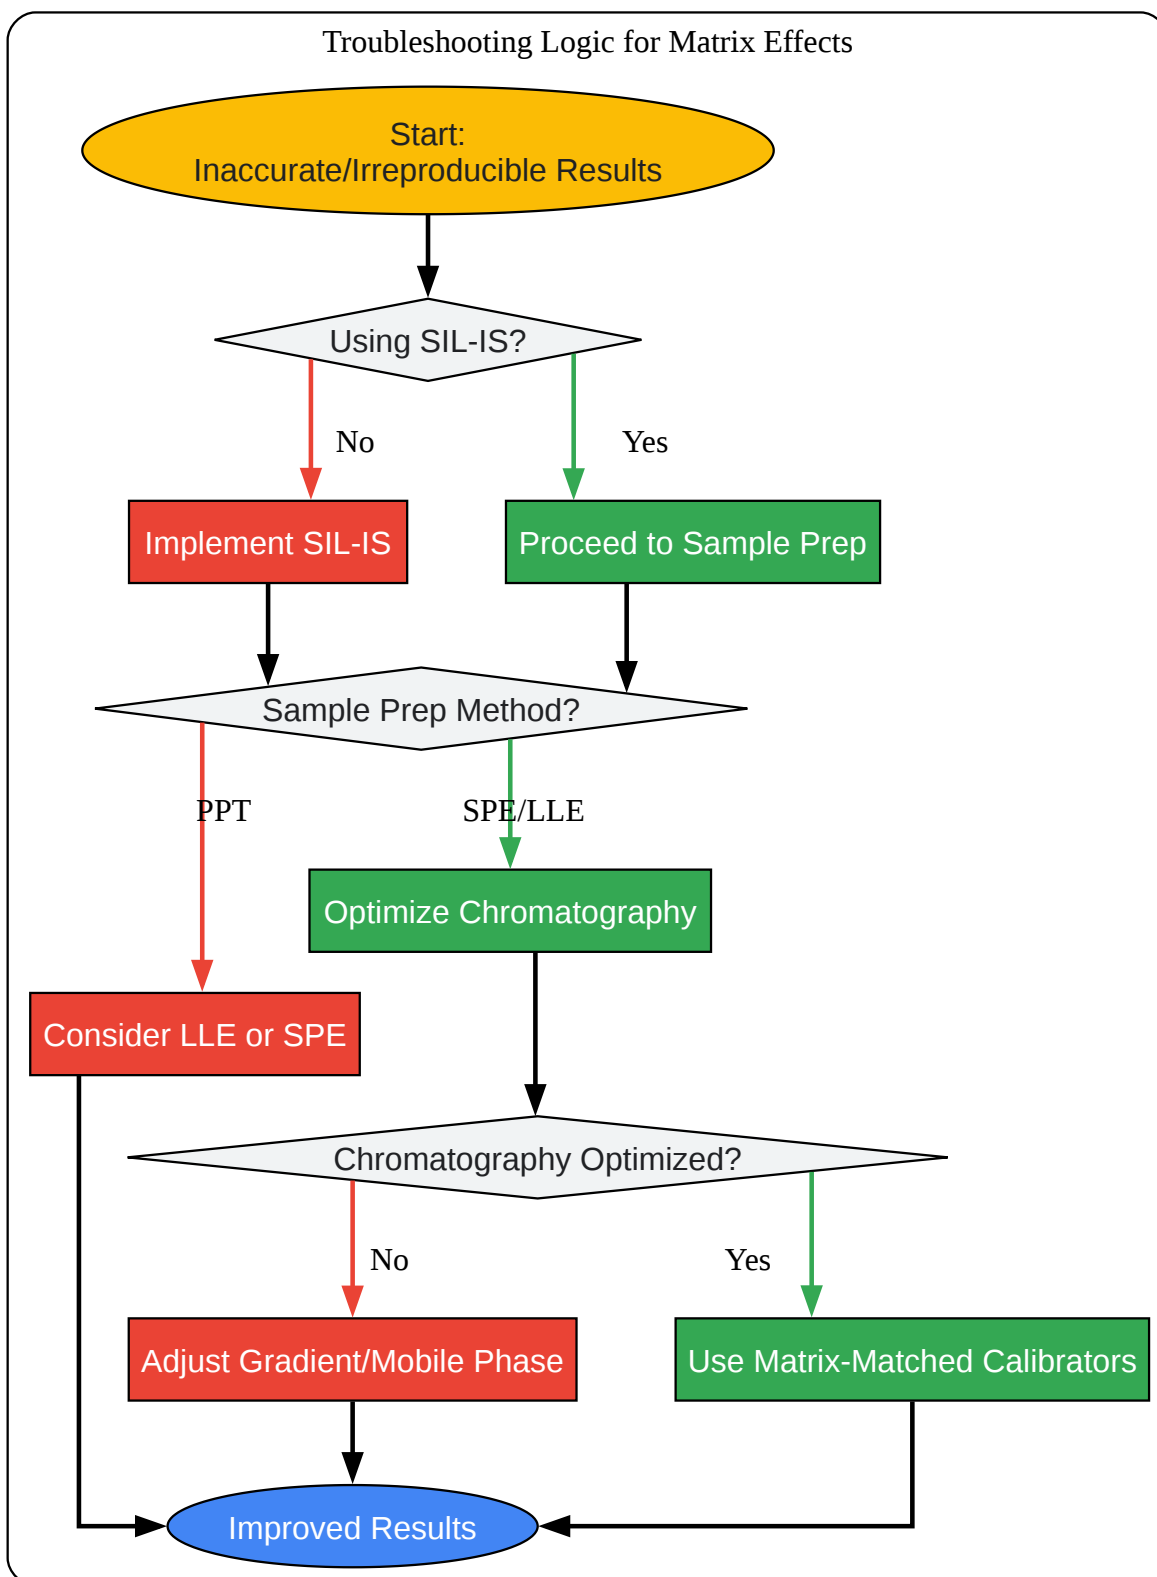 Troubleshooting Logic for Matrix Effects
Start:
Inaccurate/Irreproducible Results
Using SIL-IS?
No
Yes
Implement SIL-IS
Proceed to Sample Prep
Sample Prep Method?
PPT
SPE/LLE
Optimize Chromatography
Consider LLE or SPE
Chromatography Optimized?
No
Yes
Adjust Gradient/Mobile Phase
Use Matrix-Matched Calibrators
Improved Results